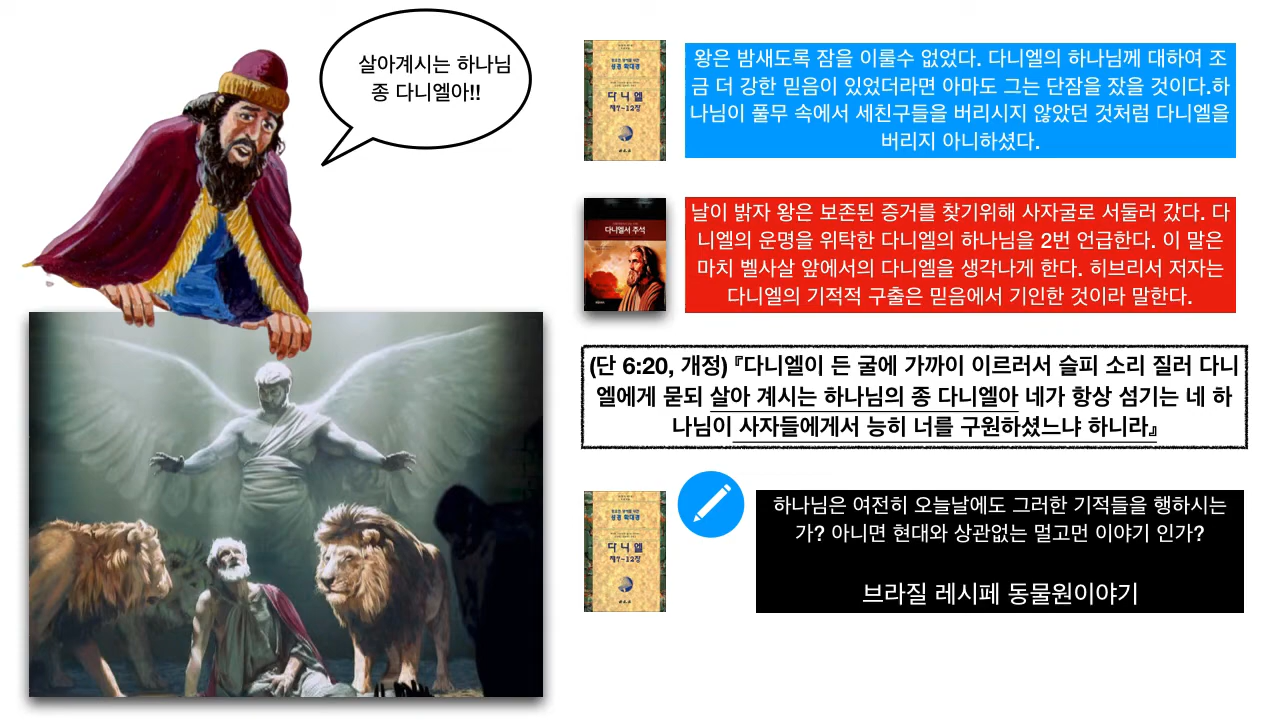 살아계시는 하나님
종 다니엘아!!
다 니 엘
제7~12장
왕은 밤새도록 잠을 이룰수 없었다. 다니엘의 하나님께 대하여 조
금 더 강한 믿음이 있었더라면 아마도 그는 단잠을 잤을 것이다.하
나님이 풀무 속에서 세친구들을 버리시지 않았던 것처럼 다니엘을
버리지 아니하셨다.
다니엘서 주석
날이 밝자 왕은 보존된 증거를 찾기위해 사자굴로 서둘러 갔다. 다
니엘의 운명을 위탁한 다니엘의 하나님을 2번 언급한다. 이 말은
마치 벨사살 앞에서의 다니엘을 생각나게 한다. 히브리서 저자는
다니엘의 기적적 구출은 믿음에서 기인한 것이라 말한다.
(단 6:20, 개정) 『다니엘이 든 굴에 가까이 이르러서 슬피 소리 질러 다니
엘에게 묻되 살아 계시는 하나님의 종 다니엘아 네가 항상 섬기는 네 하
나님이 사자들에게서 능히 너를 구원하셨느냐 하니라』
다 니 엘
제7~12장
하나님은 여전히 오늘날에도 그러한 기적들을 행하시는
가? 아니면 현대와 상관없는 멀고먼 이야기 인가?
브라질 레시페 동물원이야기